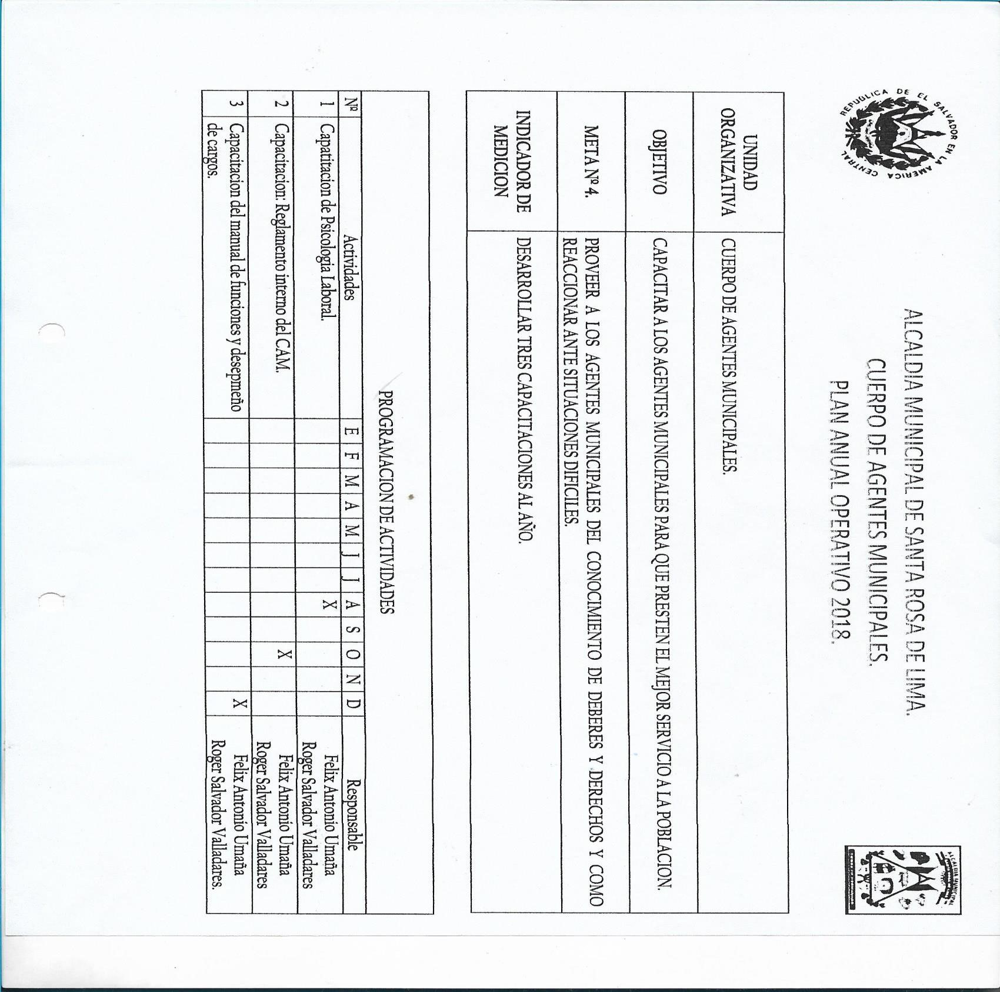 REPUBLICA DE EL SALVADOR EN LA AMERICA CENTRAL
ALCALDIA MUNICIPAL DE SANTA ROSA DE LIMA.
CUERPO DE AGENTES MUNICIPALES.
PLAN ANUAL OPERATIVO 2018.
ALCALDIA MUNICIPAL
UNIDAD
ORGANIZATIVA
CUERPO DE AGENTES MUNICIPALES.
OBJETIVO
CAPACITAR A LOS AGENTES MUNICIPALES PARA QUE PRESTEN EL MEJOR SERVICIO A LA POBLACION.
META Nº 4.
PROVEER A LOS AGENTES MUNICIPALES DEL CONOCIMIENTO DE DEBERES Y DERECHOS Y COMO
REACCIONAR ANTE SITUACIONES DIFICILES.
INDICADOR DE
MEDICION
DESARROLLAR TRES CAPACITACIONES AL AÑO.
PROGRAMACION DE ACTIVIDADES
Nº Actividades E F M A M J J A S O N D Responsable
1 Capatitacion de Psicologia Laboral. X Felix Antonio Umaña
Roger Salvador Valladares
2 Capacitacion: Reglamento interno del CAM. X Felix Antonio Umaña
Roger Salvador Valladares
3 Capacitacion del manual de funciones y desepmeño X Felix Antonio Umaña
de cargos. Roger Salvador Valladares.